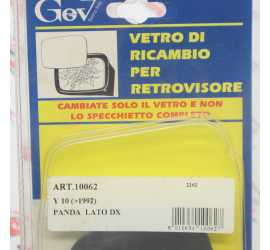 Gev
VETRO DI
RICAMBIO
PER
RETROVISORE
CAMBIATE SOLO IL VETRO E NON
LO SPECCHIETTO COMPLETO
ART.10062
2202
Y 10 (>1992)
PANDA LATO DX